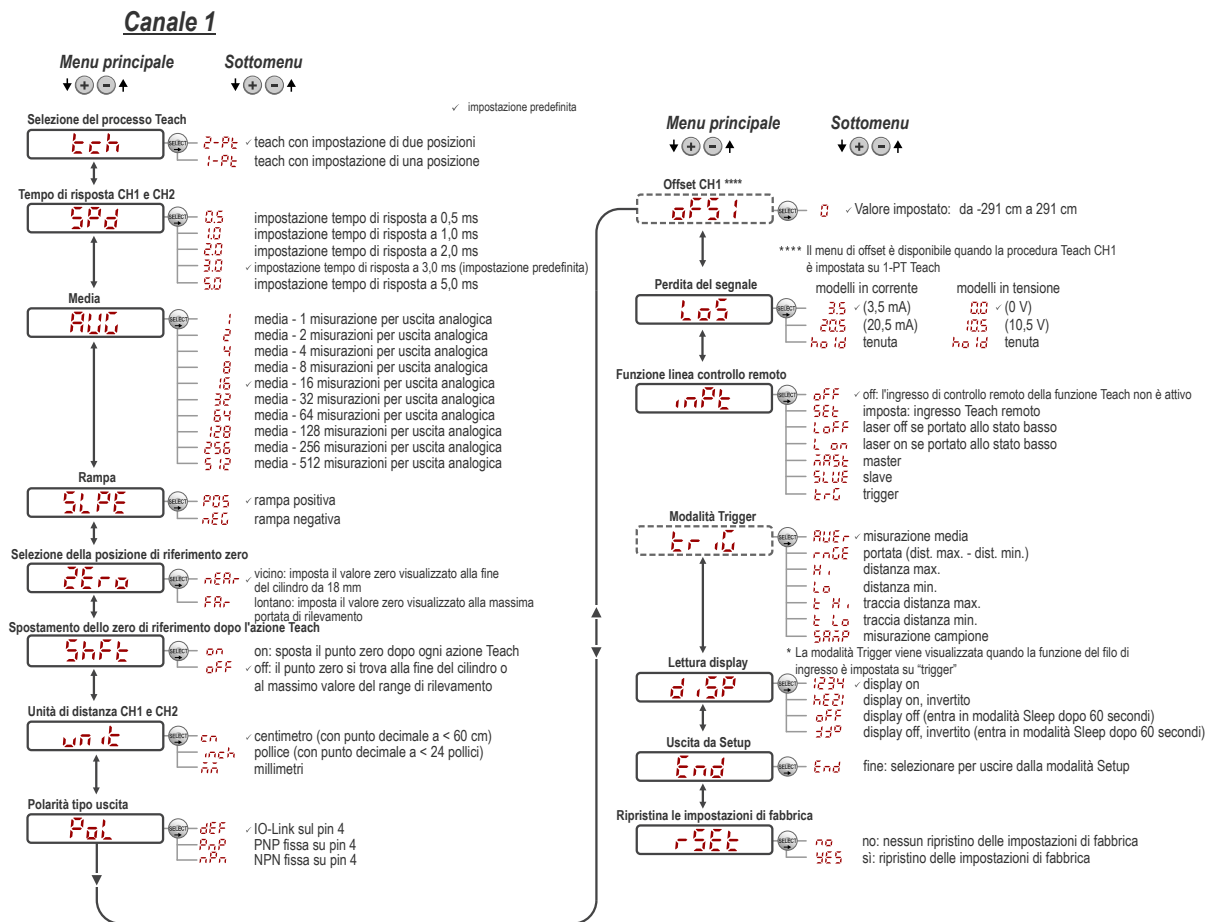 Canale 1
Menu principale
Sottomenu
+ -
+ -
✓ impostazione predefinita
Selezione del processo Teach
tch
SELECT
2-Pt ✓ teach con impostazione di due posizioni
1-Pt teach con impostazione di una posizione
Tempo di risposta CH1 e CH2
SPd
SELECT
0.5 impostazione tempo di risposta a 0,5 ms
1.0 impostazione tempo di risposta a 1,0 ms
2.0 impostazione tempo di risposta a 2,0 ms
3.0 ✓ impostazione tempo di risposta a 3,0 ms (impostazione predefinita)
5.0 impostazione tempo di risposta a 5,0 ms
Media
AUG
SELECT
1 media - 1 misurazione per uscita analogica
2 media - 2 misurazioni per uscita analogica
4 media - 4 misurazioni per uscita analogica
8 media - 8 misurazioni per uscita analogica
16 ✓ media - 16 misurazioni per uscita analogica
32 media - 32 misurazioni per uscita analogica
64 media - 64 misurazioni per uscita analogica
128 media - 128 misurazioni per uscita analogica
256 media - 256 misurazioni per uscita analogica
512 media - 512 misurazioni per uscita analogica
Rampa
SLPE
SELECT
POS ✓ rampa positiva
nEG rampa negativa
Selezione della posizione di riferimento zero
ZEro
SELECT
nEAr ✓ vicino: imposta il valore zero visualizzato alla fine
del cilindro da 18 mm
FAr lontano: imposta il valore zero visualizzato alla massima
portata di rilevamento
Spostamento dello zero di riferimento dopo l'azione Teach
ShFt
SELECT
on on: sposta il punto zero dopo ogni azione Teach
oFF ✓ off: il punto zero si trova alla fine del cilindro o
al massimo valore del range di rilevamento
Unità di distanza CH1 e CH2
unit
SELECT
cm ✓ centimetro (con punto decimale a < 60 cm)
inch pollice (con punto decimale a < 24 pollici)
mm millimetri
Polarità tipo uscita
PoL
SELECT
dEF ✓ IO-Link sul pin 4
PnP PNP fissa su pin 4
nPn NPN fissa su pin 4
Menu principale
Sottomenu
+ -
+ -
Offset CH1 ****
oFS1
SELECT
0 ✓ Valore impostato: da -291 cm a 291 cm
**** Il menu di offset è disponibile quando la procedura Teach CH1
è impostata su 1-PT Teach
Perdita del segnale
LoS
SELECT
modelli in corrente modelli in tensione
3.5 ✓ (3,5 mA) 0.0 ✓ (0 V)
20.5 (20,5 mA) 10.5 (10,5 V)
hold tenuta hold tenuta
Funzione linea controllo remoto
inPt
SELECT
oFF ✓ off: l'ingresso di controllo remoto della funzione Teach non è attivo
SEt imposta: ingresso Teach remoto
LoFF laser off se portato allo stato basso
L on laser on se portato allo stato basso
mASt master
SLUE slave
trG trigger
Modalità Trigger
triG
SELECT
AUEr ✓ misurazione media
rnGE portata (dist. max. - dist. min.)
Hi distanza max.
Lo distanza min.
t Hi traccia distanza max.
t Lo traccia distanza min.
SAmP misurazione campione
* La modalità Trigger viene visualizzata quando la funzione del filo di
ingresso è impostata su “trigger”
Lettura display
diSP
SELECT
1234 ✓ display on
hEZ1 display on, invertito
oFF display off (entra in modalità Sleep dopo 60 secondi)
display off, invertito (entra in modalità Sleep dopo 60 secondi)
Uscita da Setup
End
SELECT
End fine: selezionare per uscire dalla modalità Setup
Ripristina le impostazioni di fabbrica
rSEt
SELECT
no no: nessun ripristino delle impostazioni di fabbrica
YES sì: ripristino delle impostazioni di fabbrica